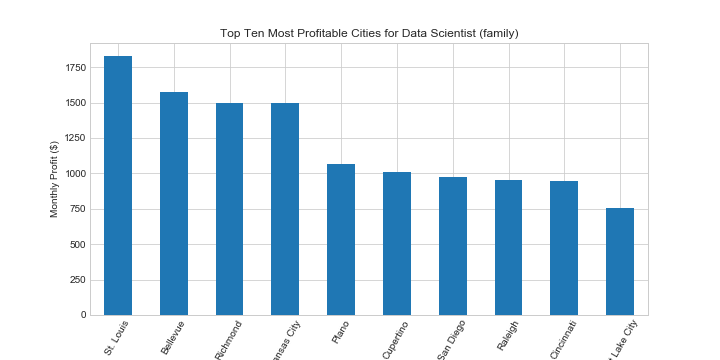 Top Ten Most Profitable Cities for Data Scientist (family)
Monthly Profit ($)
1750
1500
1250
1000
750
500
250
0
St. Louis
Bellevue
Richmond
ansas City
Plano
Cupertino
San Diego
Raleigh
Cincinnati
Lake City